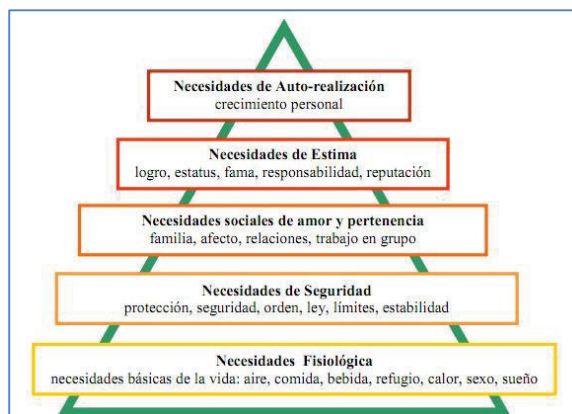 Necesidades de Auto-realización
crecimiento personal
Necesidades de Estima
logro, estatus, fama, responsabilidad, reputación
Necesidades sociales de amor y pertenencia
familia, afecto, relaciones, trabajo en grupo
Necesidades de Seguridad
protección, seguridad, orden, ley, límites, estabilidad
Necesidades Fisiológica
necesidades básicas de la vida: aire, comida, bebida, refugio, calor, sexo, sueño